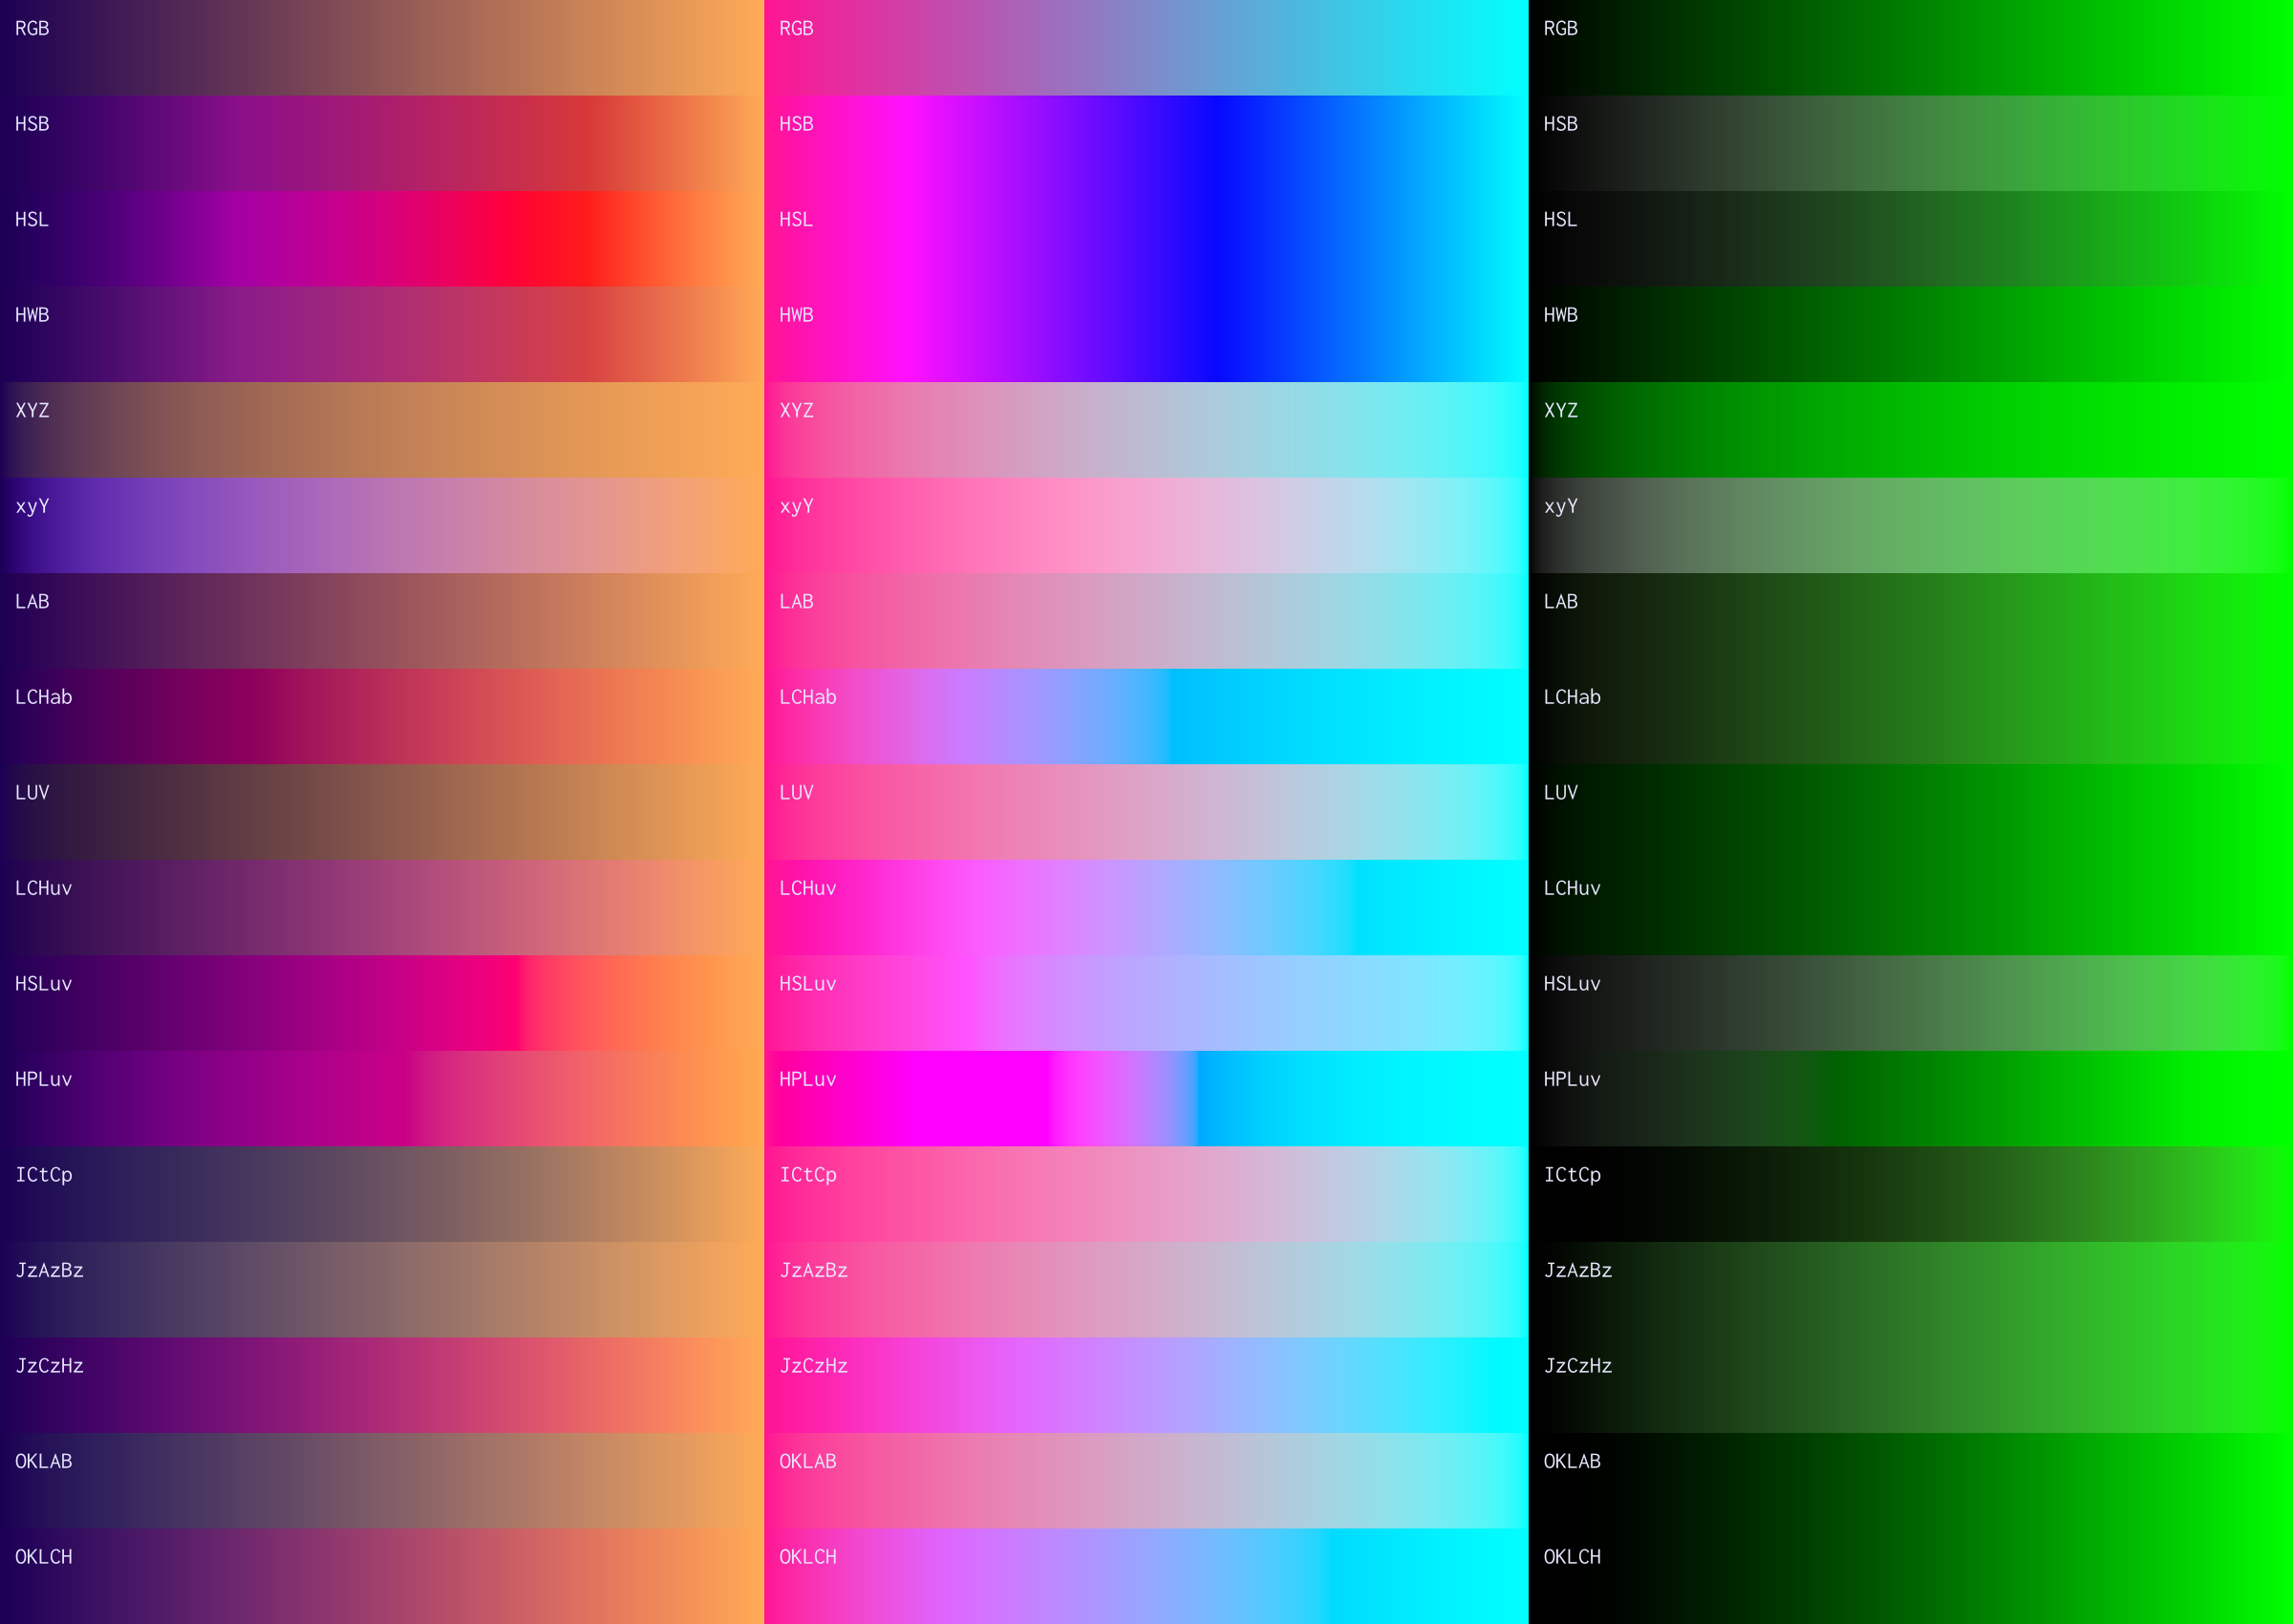 RGB RGB RGB
HSB HSB HSB
HSL HSL HSL
HWB HWB HWB
XYZ XYZ XYZ
xyY xyY xyY
LAB LAB LAB
LCHab LCHab LCHab
LUV LUV LUV
LCHuv LCHuv LCHuv
HSLuv HSLuv HSLuv
HPLuv HPLuv HPLuv
ICtCp ICtCp ICtCp
JzAzBz JzAzBz JzAzBz
JzCzHz JzCzHz JzCzHz
OKLAB OKLAB OKLAB
OKLCH OKLCH OKLCH